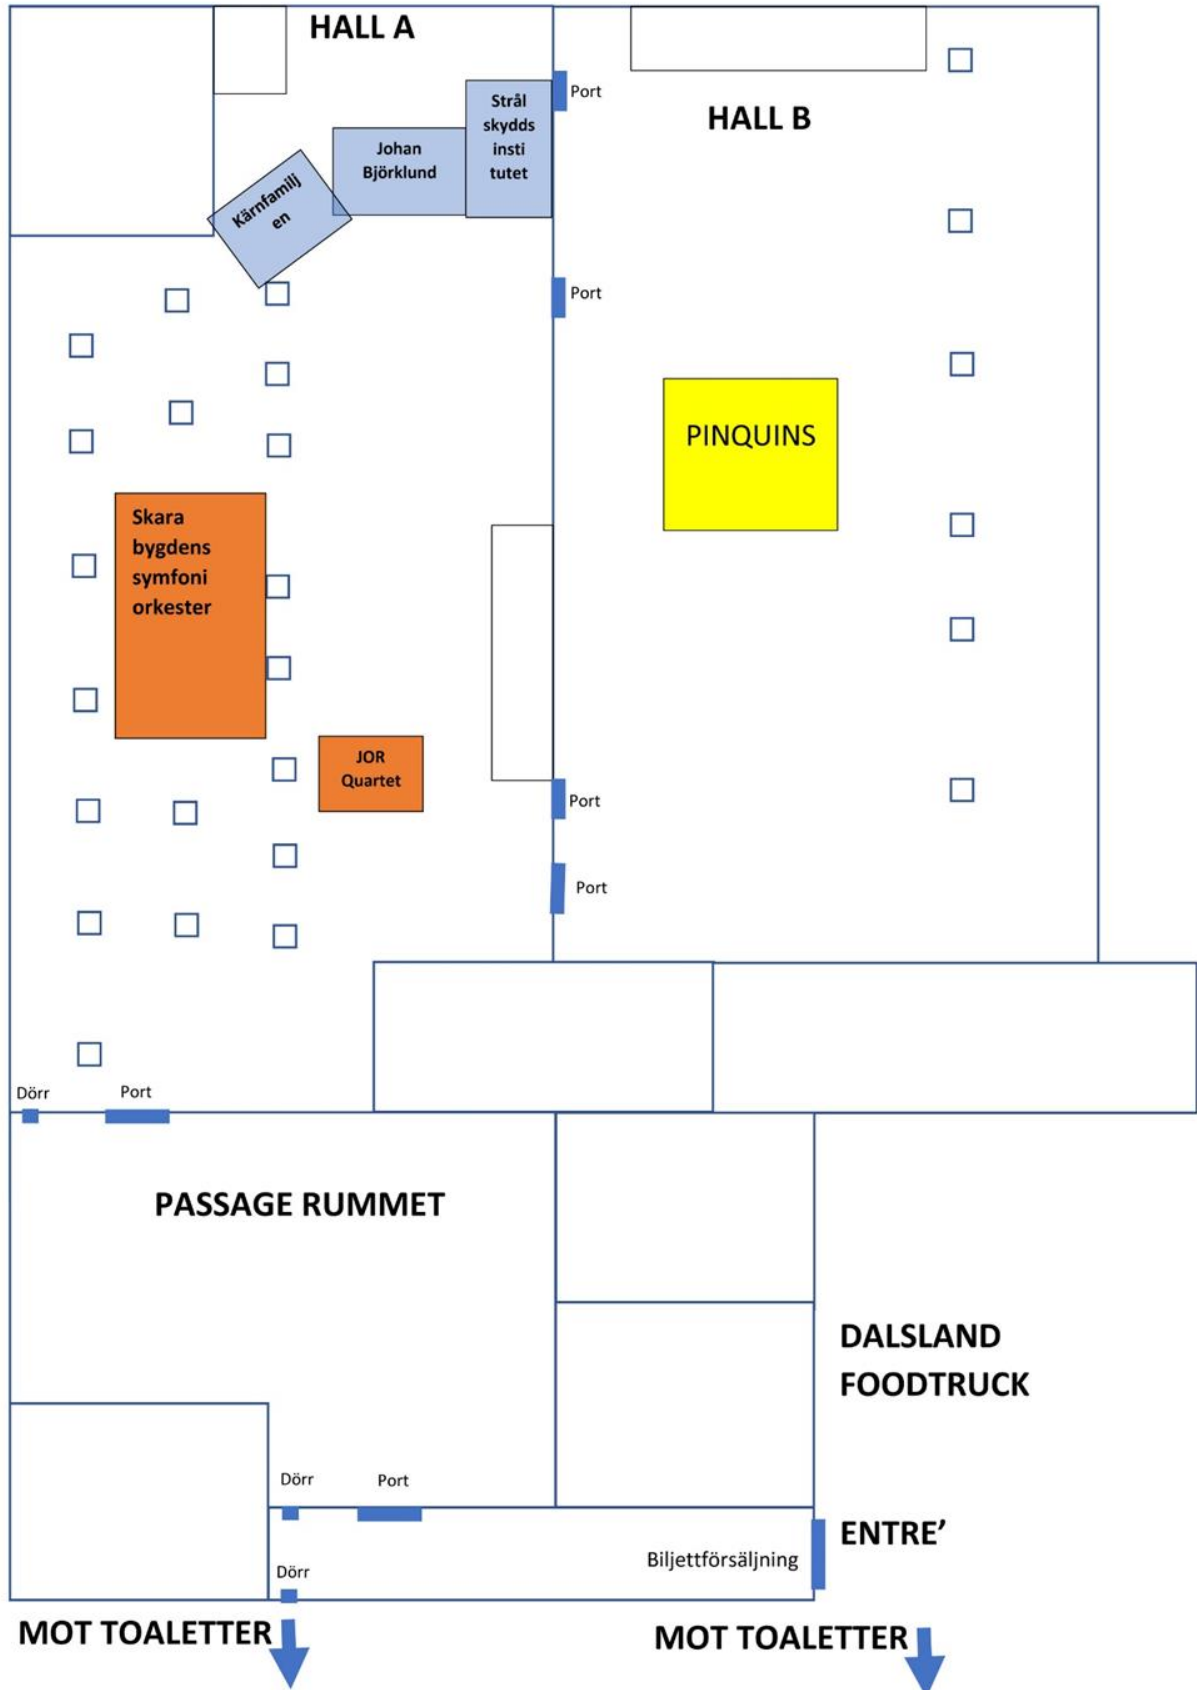 HALL A
Strål
skydds
insti
tutet
Port
HALL B
Johan
Björklund
Kärnfamilj
en
Port
PINQUINS
Skara
bygdens
symfoni
orkester
JOR
Quartet
Port
Port
Dörr
Port
PASSAGE RUMMET
DALSLAND
FOODTRUCK
Dörr
Port
ENTRE’
Biljettförsäljning
Dörr
MOT TOALETTER
MOT TOALETTER